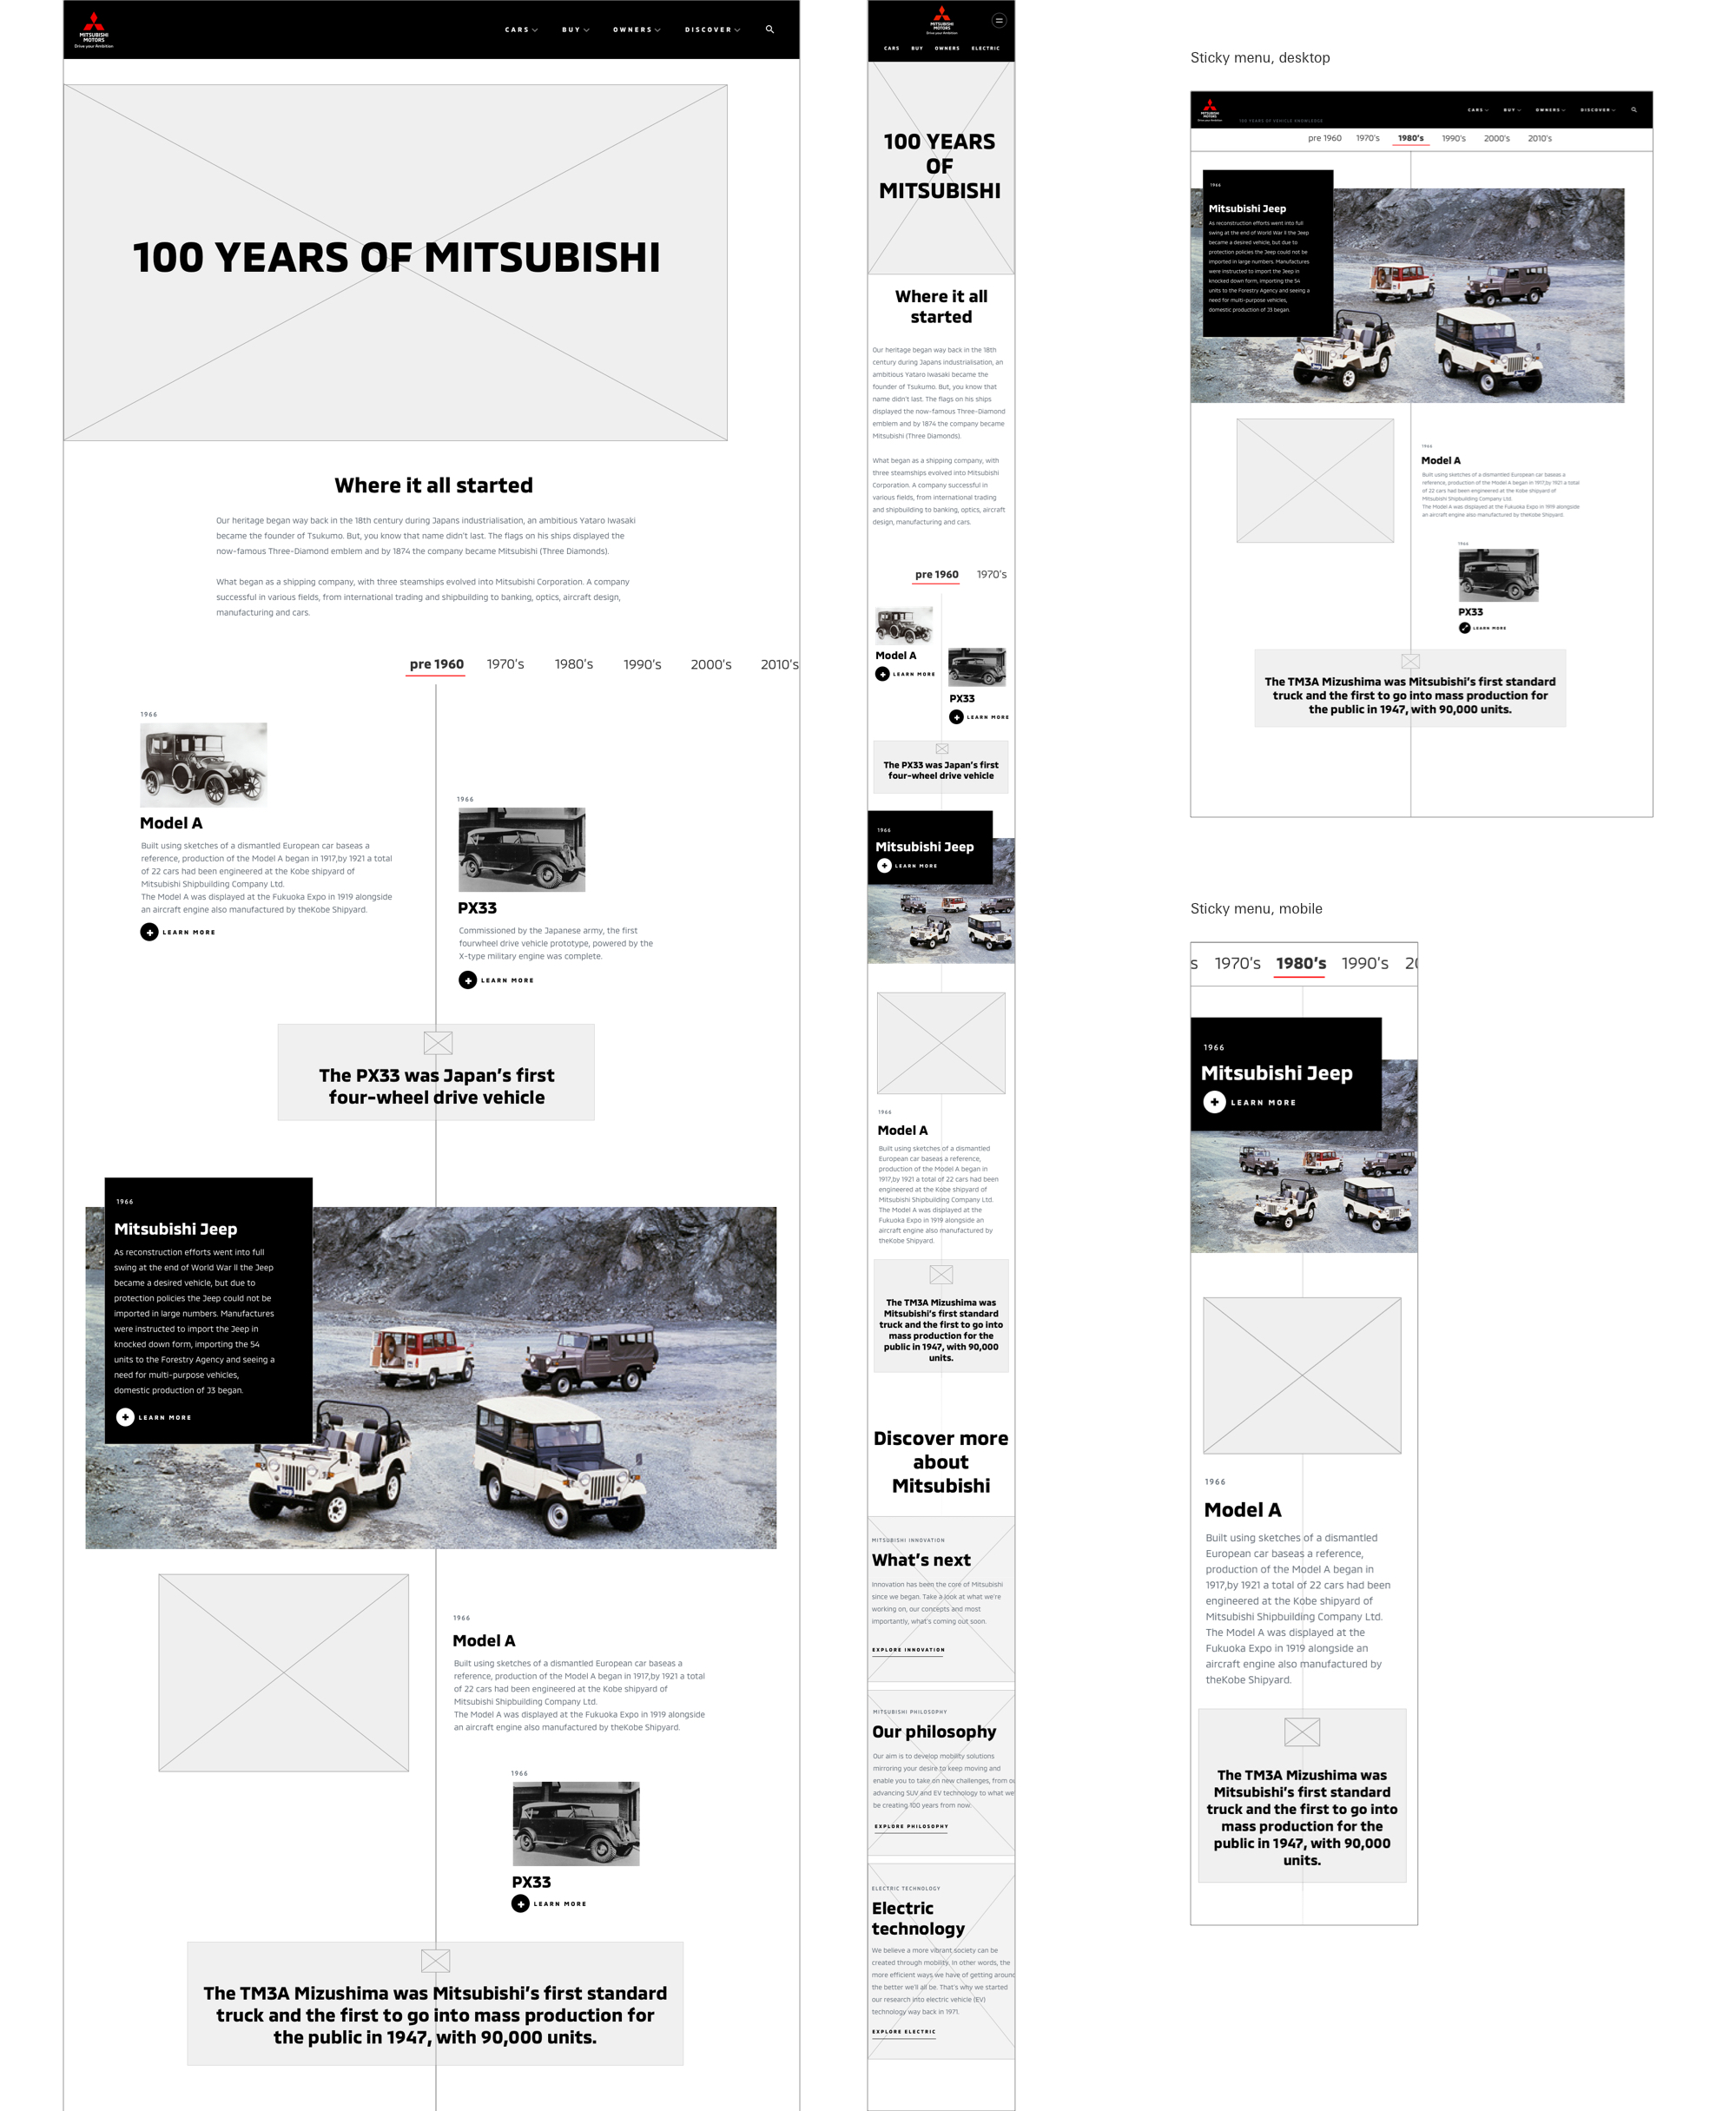 MITSUBISHI
MOTORS
Drive your Ambition
CARS BUY OWNERS DISCOVER
100 YEARS OF MITSUBISHI
Where it all started
Our heritage began way back in the 18th century during Japans industrialisation, an ambitious Yataro Iwasaki
became the founder of Tsukumo. But, you know that name didn't last. The flags on his ships displayed the
now-famous Three-Diamond emblem and by 1874 the company became Mitsubishi (Three Diamonds).
What began as a shipping company, with three steamships evolved into Mitsubishi Corporation. A company
successful in various fields, from international trading and shipbuilding to banking, optics, aircraft design,
manufacturing and cars.
pre 1960 1970's 1980's 1990's 2000's 2010's
1966
Model A
Built using sketches of a dismantled European car baseas a
reference, production of the Model A began in 1917,by 1921 a total
of 22 cars had been engineered at the Kobe shipyard of
Mitsubishi Shipbuilding Company Ltd.
The Model A was displayed at the Fukuoka Expo in 1919 alongside
an aircraft engine also manufactured by theKobe Shipyard.
LEARN MORE
1966
PX33
Commissioned by the Japanese army, the first
fourwheel drive vehicle prototype, powered by the
X-type military engine was complete.
LEARN MORE
The PX33 was Japan's first
four-wheel drive vehicle
1966
Mitsubishi Jeep
As reconstruction efforts went into full
swing at the end of World War II the Jeep
became a desired vehicle, but due to
protection policies the Jeep could not be
imported in large numbers. Manufactures
were instructed to import the Jeep in
knocked down form, importing the 54
units to the Forestry Agency and seeing a
need for multi-purpose vehicles,
domestic production of J3 began.
LEARN MORE
1966
Model A
Built using sketches of a dismantled European car baseas a
reference, production of the Model A began in 1917,by 1921 a total
of 22 cars had been engineered at the Kobe shipyard of
Mitsubishi Shipbuilding Company Ltd.
The Model A was displayed at the Fukuoka Expo in 1919 alongside
an aircraft engine also manufactured by theKobe Shipyard.
1966
PX33
LEARN MORE
The TM3A Mizushima was Mitsubishi's first standard
truck and the first to go into mass production for
the public in 1947, with 90,000 units.
MITSUBISHI
MOTORS
Drive your Ambition
CARS BUY OWNERS ELECTRIC
100 YEARS
OF
MITSUBISHI
Where it all
started
Our heritage began way back in the 18th
century during Japans industrialisation, an
ambitious Yataro Iwasaki became the
founder of Tsukumo. But, you know that
name didn't last. The flags on his ships
displayed the now-famous Three-Diamond
emblem and by 1874 the company became
Mitsubishi (Three Diamonds).
What began as a shipping company, with
three steamships evolved into Mitsubishi
Corporation. A company successful in
various fields, from international trading
and shipbuilding to banking, optics, aircraft
design, manufacturing and cars.
pre 1960 1970's
Model A
LEARN MORE
PX33
LEARN MORE
The PX33 was Japan's first
four-wheel drive vehicle
1966
Mitsubishi Jeep
LEARN MORE
1966
Model A
Built using sketches of a dismantled
European car baseas a reference,
production of the Model A began in
1917,by 1921 a total of 22 cars had been
engineered at the Kobe shipyard of
Mitsubishi Shipbuilding Company Ltd.
The Model A was displayed at the
Fukuoka Expo in 1919 alongside an
aircraft engine also manufactured by
theKobe Shipyard.
The TM3A Mizushima was
Mitsubishi's first standard
truck and the first to go into
mass production for the
public in 1947, with 90,000
units.
Discover more
about
Mitsubishi
MITSUBISHI INNOVATION
What's next
Innovation has been the core of Mitsubishi
since we began. Take a look at what we're
working on, our concepts and most
importantly, what's coming out soon.
EXPLORE INNOVATION
MITSUBISHI PHILOSOPHY
Our philosophy
Our aim is to develop mobility solutions
mirroring your desire to keep moving and
enable you to take on new challenges, from ou
advancing SUV and EV technology to what we
be creating 100 years from now.
EXPLORE PHILOSOPHY
ELECTRIC TECHNOLOGY
Electric
technology
We believe a more vibrant society can be
created through mobility. In other words, the
more efficient ways we have of getting around
the better we'll all be. That's why we started
our research into electric vehicle (EV)
technology way back in 1971.
EXPLORE ELECTRIC
Sticky menu, desktop
MITSUBISHI
MOTORS
Drive your Ambition
100 YEARS OF VEHICLE KNOWLEDGE
CARS BUY OWNERS DISCOVER
pre 1960 1970's 1980's 1990's 2000's 2010's
1966
Mitsubishi Jeep
As reconstruction efforts went into full
swing at the end of World War II the Jeep
became a desired vehicle, but due to
protection policies the Jeep could not be
imported in large numbers. Manufactures
were instructed to import the Jeep in
knocked down form, importing the 54
units to the Forestry Agency and seeing a
need for multi-purpose vehicles,
domestic production of J3 began.
1966
Model A
Built using sketches of a dismantled European car baseas a
reference, production of the Model A began in 1917,by 1921 a total
of 22 cars had been engineered at the Kobe shipyard of
Mitsubishi Shipbuilding Company Ltd.
The Model A was displayed at the Fukuoka Expo in 1919 alongside
an aircraft engine also manufactured by theKobe Shipyard.
1966
PX33
LEARN MORE
The TM3A Mizushima was Mitsubishi's first standard
truck and the first to go into mass production for
the public in 1947, with 90,000 units.
Sticky menu, mobile
s 1970's 1980's 1990's 20
1966
Mitsubishi Jeep
LEARN MORE
1966
Model A
Built using sketches of a dismantled
European car baseas a reference,
production of the Model A began in
1917,by 1921 a total of 22 cars had been
engineered at the Kobe shipyard of
Mitsubishi Shipbuilding Company Ltd.
The Model A was displayed at the
Fukuoka Expo in 1919 alongside an
aircraft engine also manufactured by
theKobe Shipyard.
The TM3A Mizushima was
Mitsubishi's first standard
truck and the first to go into
mass production for the
public in 1947, with 90,000
units.